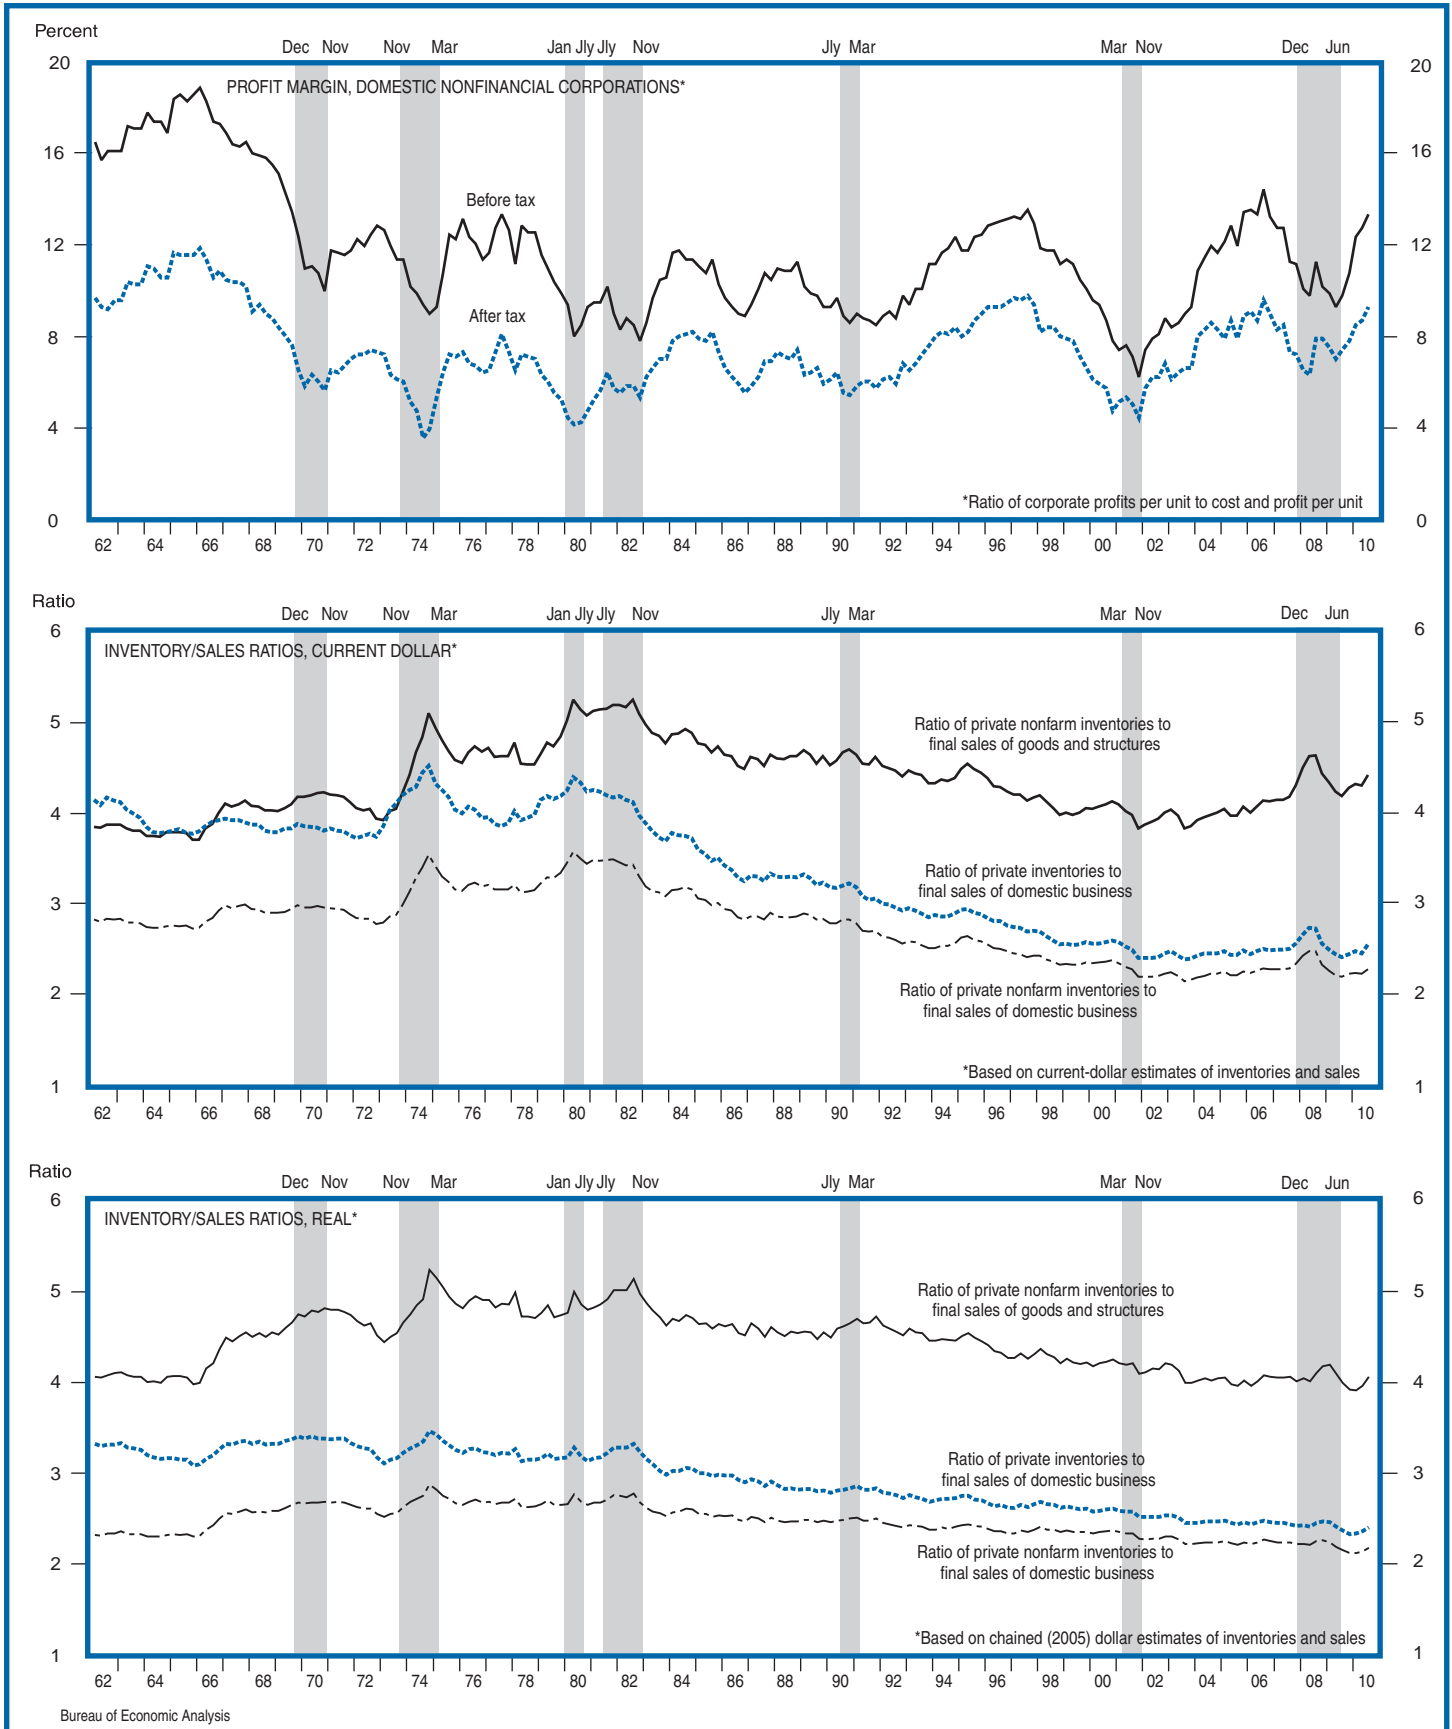 Percent
Dec Nov Nov Mar Jan Jly Jly Nov Jly Mar Mar Nov Dec Jun
20 20
PROFIT MARGIN, DOMESTIC NONFINANCIAL CORPORATIONS*
16 16
Before tax
12 12
After tax
8 8
4 4
*Ratio of corporate profits per unit to cost and profit per unit
0 0
62 64 66 68 70 72 74 76 78 80 82 84 86 88 90 92 94 96 98 00 02 04 06 08 10
Ratio
Dec Nov Nov Mar Jan Jly Jly Nov Jly Mar Mar Nov Dec Jun
6 6
INVENTORY/SALES RATIOS, CURRENT DOLLAR*
5 5
Ratio of private nonfarm inventories to
final sales of goods and structures
4 4
Ratio of private inventories to
final sales of domestic business
3 3
2 2
Ratio of private nonfarm inventories to
final sales of domestic business
*Based on current-dollar estimates of inventories and sales
1 1
62 64 66 68 70 72 74 76 78 80 82 84 86 88 90 92 94 96 98 00 02 04 06 08 10
Ratio
Dec Nov Nov Mar Jan Jly Jly Nov Jly Mar Mar Nov Dec Jun
6 6
INVENTORY/SALES RATIOS, REAL*
5 5
Ratio of private nonfarm inventories to
final sales of goods and structures
4 4
Ratio of private inventories to
3 3
final sales of domestic business
Ratio of private nonfarm inventories to
2 2
final sales of domestic business
*Based on chained (2005) dollar estimates of inventories and sales
1 1
62 64 66 68 70 72 74 76 78 80 82 84 86 88 90 92 94 96 98 00 02 04 06 08 10
Bureau of Economic Analysis